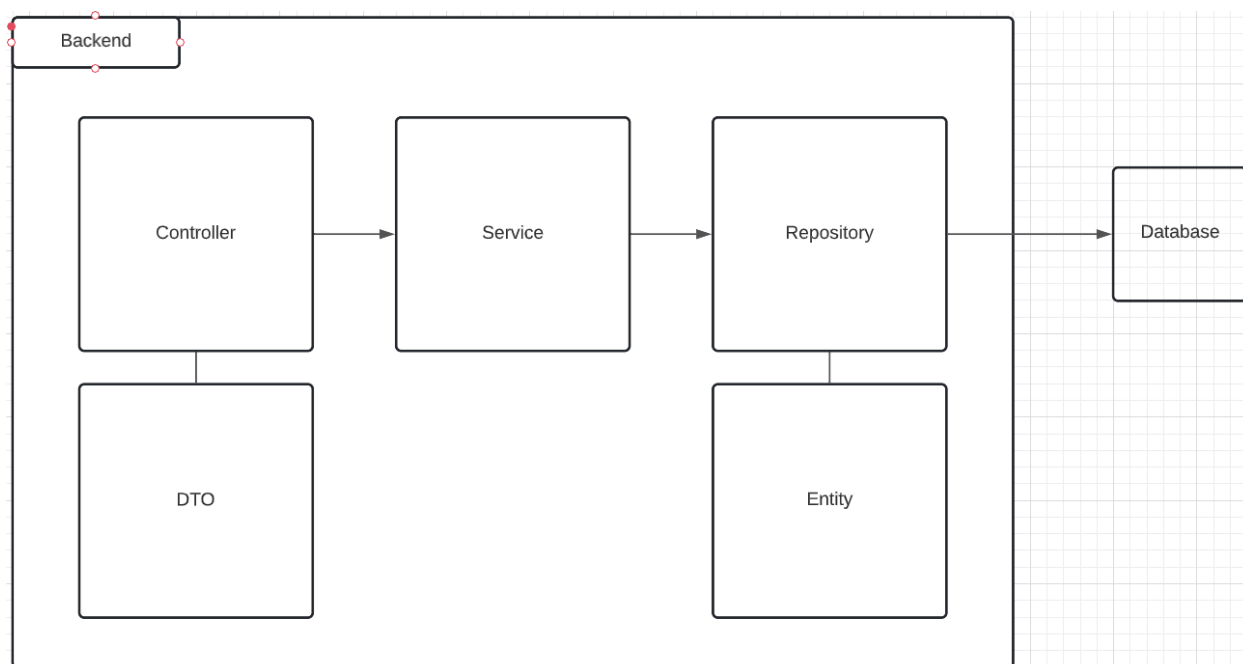 Backend
Controller
Service
Repository
Database
DTO
Entity